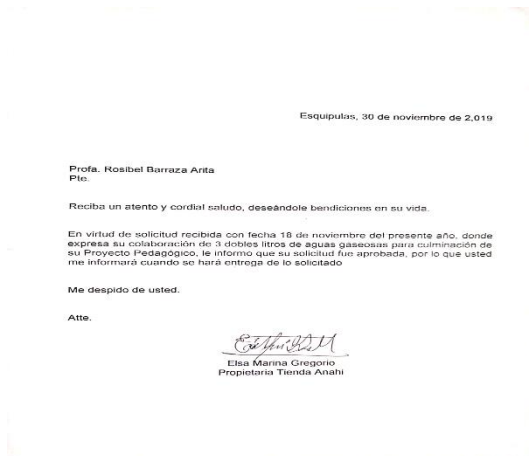 Esquipulas, 30 de noviembre de 2,019
Profa. Rosibel Barraza Arita
Pte.
Reciba un atento y cordial saludo, deseándole bendiciones en su vida.
En virtud de solicitud recibida con fecha 18 de noviembre del presente año, donde
expresa su colaboración de 3 dobles litros de aguas gaseosas para culminación de
su Proyecto Pedagógico, le informo que su solicitud fue aprobada, por lo que usted
me informará cuando se hará entrega de lo solicitado
Me despido de usted.
Atte.
Elsa Marina Gregorio
Propietaria Tienda Anahi